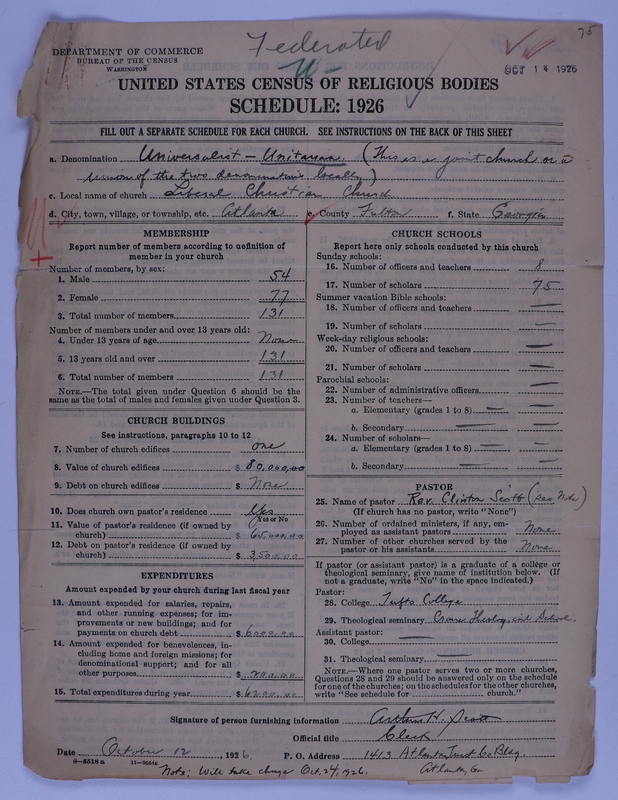 75
Federated
DEPARTMENT OF COMMERCE
BUREAU OF THE CENSUS
WASHINGTON
OCT 14 1926
UNITED STATES CENSUS OF RELIGIOUS BODIES
SCHEDULE: 1926
FILL OUT A SEPARATE SCHEDULE FOR EACH CHURCH. SEE INSTRUCTIONS ON THE BACK OF THIS SHEET
a. Denomination Universalist - Unitarian. (This is a joint church or a
union of the two denominations locally)
c. Local name of church Liberal Christian Church
d. City, town, village, or township, etc. Atlanta e. County Fulton f. State Georgia
MEMBERSHIP
Report number of members according to definition of
member in your church
Number of members, by sex:
1. Male 54
2. Female 77
3. Total number of members 131
Number of members under and over 13 years old:
4. Under 13 years of age None
5. 13 years old and over 131
6. Total number of members 131
NOTE.—The total given under Question 6 should be
the same as the total of males and females given under Question 3.
CHURCH BUILDINGS
See instructions, paragraphs 10 to 12
7. Number of church edifices one
8. Value of church edifices $ 80,000.00
9. Debt on church edifices $ None
10. Does church own pastor's residence Yes
Yes or No
11. Value of pastor's residence (if owned by
church) $
12. Debt on pastor's residence (if owned by
church) $ 3,500.00
EXPENDITURES
Amount expended by your church during last fiscal year
13. Amount expended for salaries, repairs,
and other running expenses; for im-
provements or new buildings; and for
payments on church debt $ 6000.00
14. Amount expended for benevolences, in-
cluding home and foreign missions; for
denominational support; and for all
other purposes $
15. Total expenditures during year $ 6200.00
CHURCH SCHOOLS
Report here only schools conducted by this church
Sunday schools:
16. Number of officers and teachers 8
17. Number of scholars 75
Summer vacation Bible schools:
18. Number of officers and teachers —
19. Number of scholars —
Week-day religious schools:
20. Number of officers and teachers —
21. Number of scholars —
Parochial schools:
22. Number of administrative officers —
23. Number of teachers—
a. Elementary (grades 1 to 8) —
b. Secondary —
24. Number of scholars—
a. Elementary (grades 1 to 8) —
b. Secondary —
PASTOR
25. Name of pastor Rev. Clinton Scott (see Note)
(If church has no pastor, write "None")
26. Number of ordained ministers, if any, em-
ployed as assistant pastors None
27. Number of other churches served by the
pastor or his assistants None
If pastor (or assistant pastor) is a graduate of a college or
theological seminary, give name of institution below. (If
not a graduate, write "No" in the space indicated.)
Pastor:
28. College Tufts College
29. Theological seminary Crane Theological School
Assistant pastor:
30. College —
31. Theological seminary —
NOTE.—Where one pastor serves two or more churches,
Questions 28 and 29 should be answered only on the schedule
for one of the churches; on the schedules for the other churches,
write "See schedule for church."
Signature of person furnishing information Arthur H. Scott
Official title Clerk
Date October 12, 1926. P. O. Address 1413 Atlanta Trust Co Bldg.
8—5518 a
Note: Will take charge Oct. 24, 1926. Atlanta, Ga